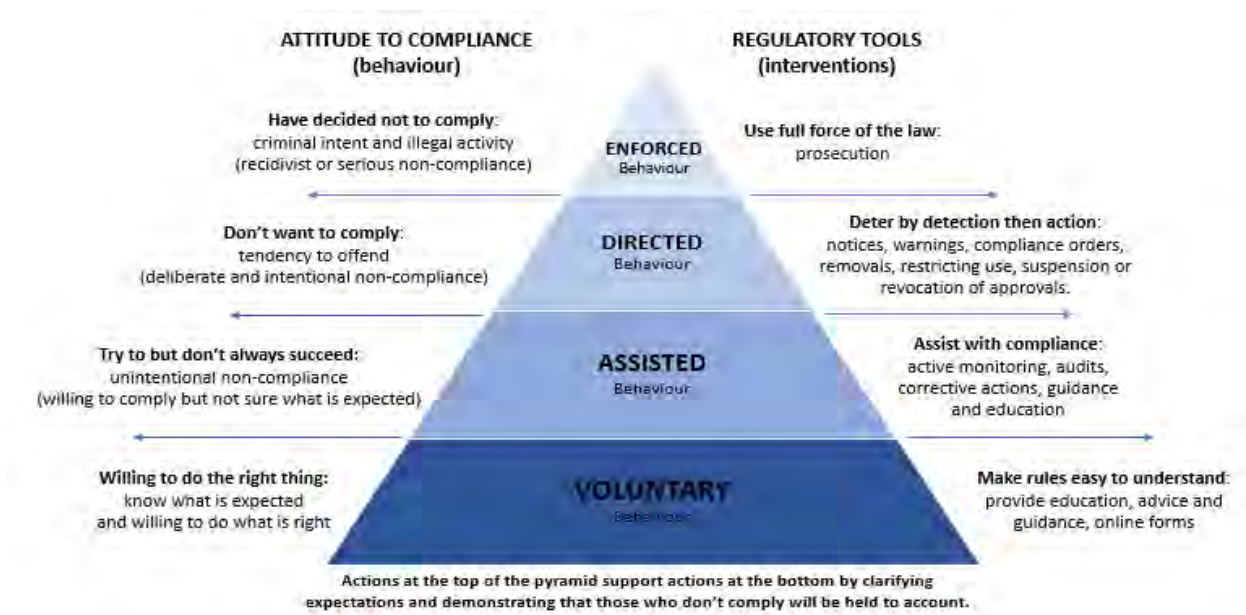 ATTITUDE TO COMPLIANCE
(behaviour)
REGULATORY TOOLS
(interventions)
Have decided not to comply:
criminal intent and illegal activity
(recidivist or serious non-compliance)
ENFORCED
Behaviour
Use full force of the law:
prosecution
Don't want to comply:
tendency to offend
(deliberate and intentional non-compliance)
DIRECTED
Behaviour
Deter by detection then action:
notices, warnings, compliance orders,
removals, restricting use, suspension or
revocation of approvals.
Try to but don't always succeed:
unintentional non-compliance
(willing to comply but not sure what is expected)
ASSISTED
Behaviour
Assist with compliance:
active monitoring, audits,
corrective actions, guidance
and education
Willing to do the right thing:
know what is expected
and willing to do what is right
VOLUNTARY
Behaviour
Make rules easy to understand:
provide education, advice and
guidance, online forms
Actions at the top of the pyramid support actions at the bottom by clarifying
expectations and demonstrating that those who don't comply will be held to account.